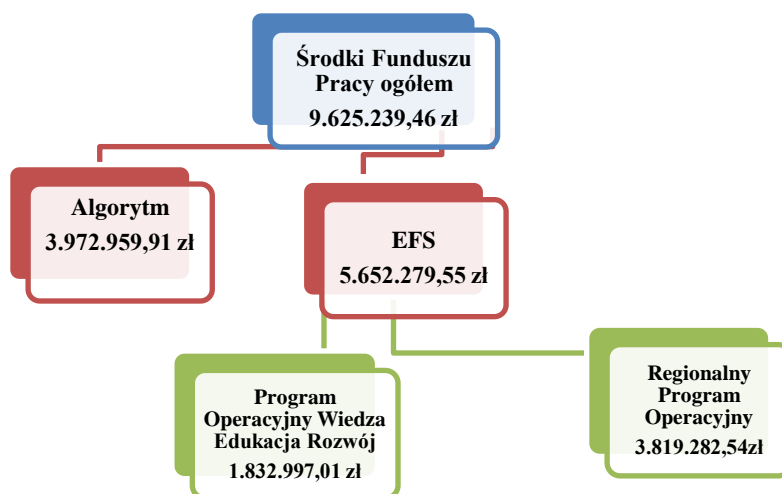 Środki Funduszu
Pracy ogółem
9.625.239,46 zł
Algorytm
3.972.959,91 zł
EFS
5.652.279,55 zł
Program
Operacyjny Wiedza
Edukacja Rozwój
1.832.997,01 zł
Regionalny
Program
Operacyjny
3.819.282,54zł